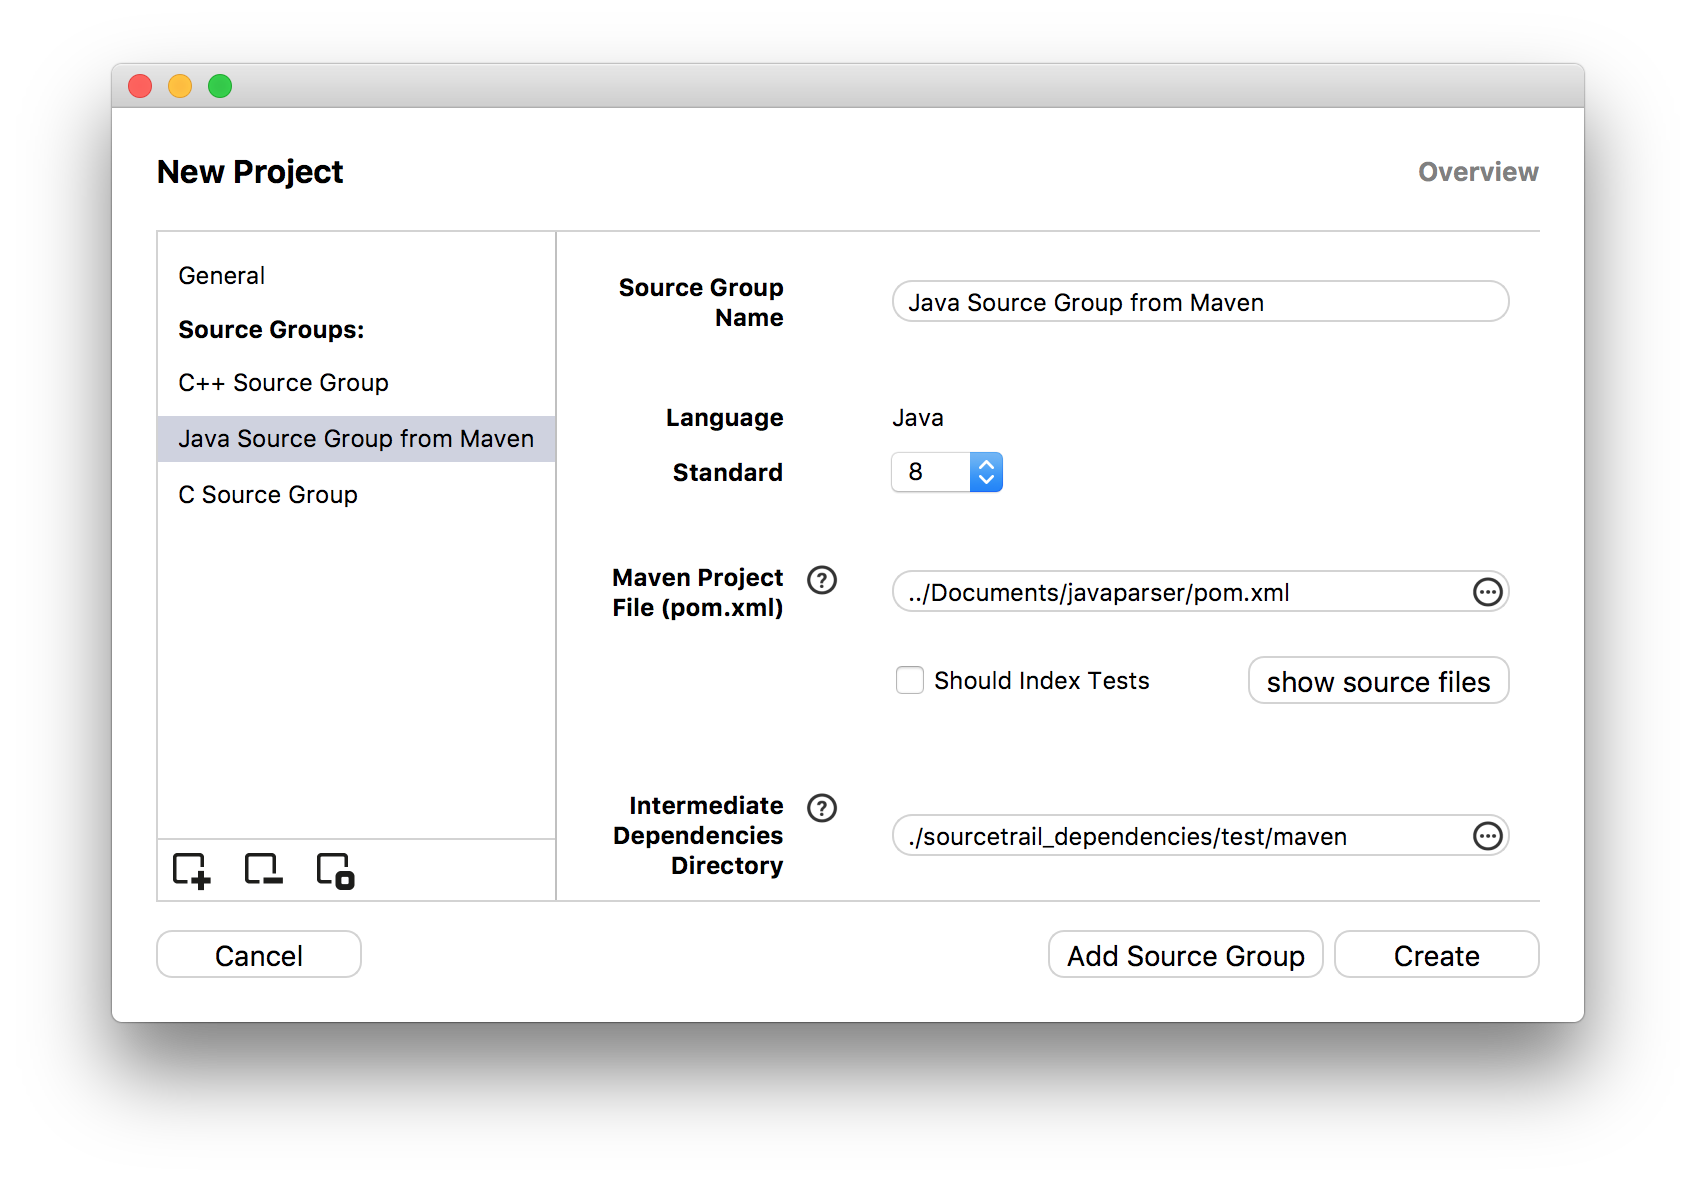 New Project
Overview
General
Source Groups:
C++ Source Group
Java Source Group from Maven
C Source Group
Source Group
Name
Java Source Group from Maven
Language
Java
Standard
8
Maven Project
File (pom.xml)
?
../Documents/javaparser/pom.xml
Should Index Tests
show source files
Intermediate
Dependencies
Directory
?
./sourcetrail_dependencies/test/maven
Cancel
Add Source Group
Create